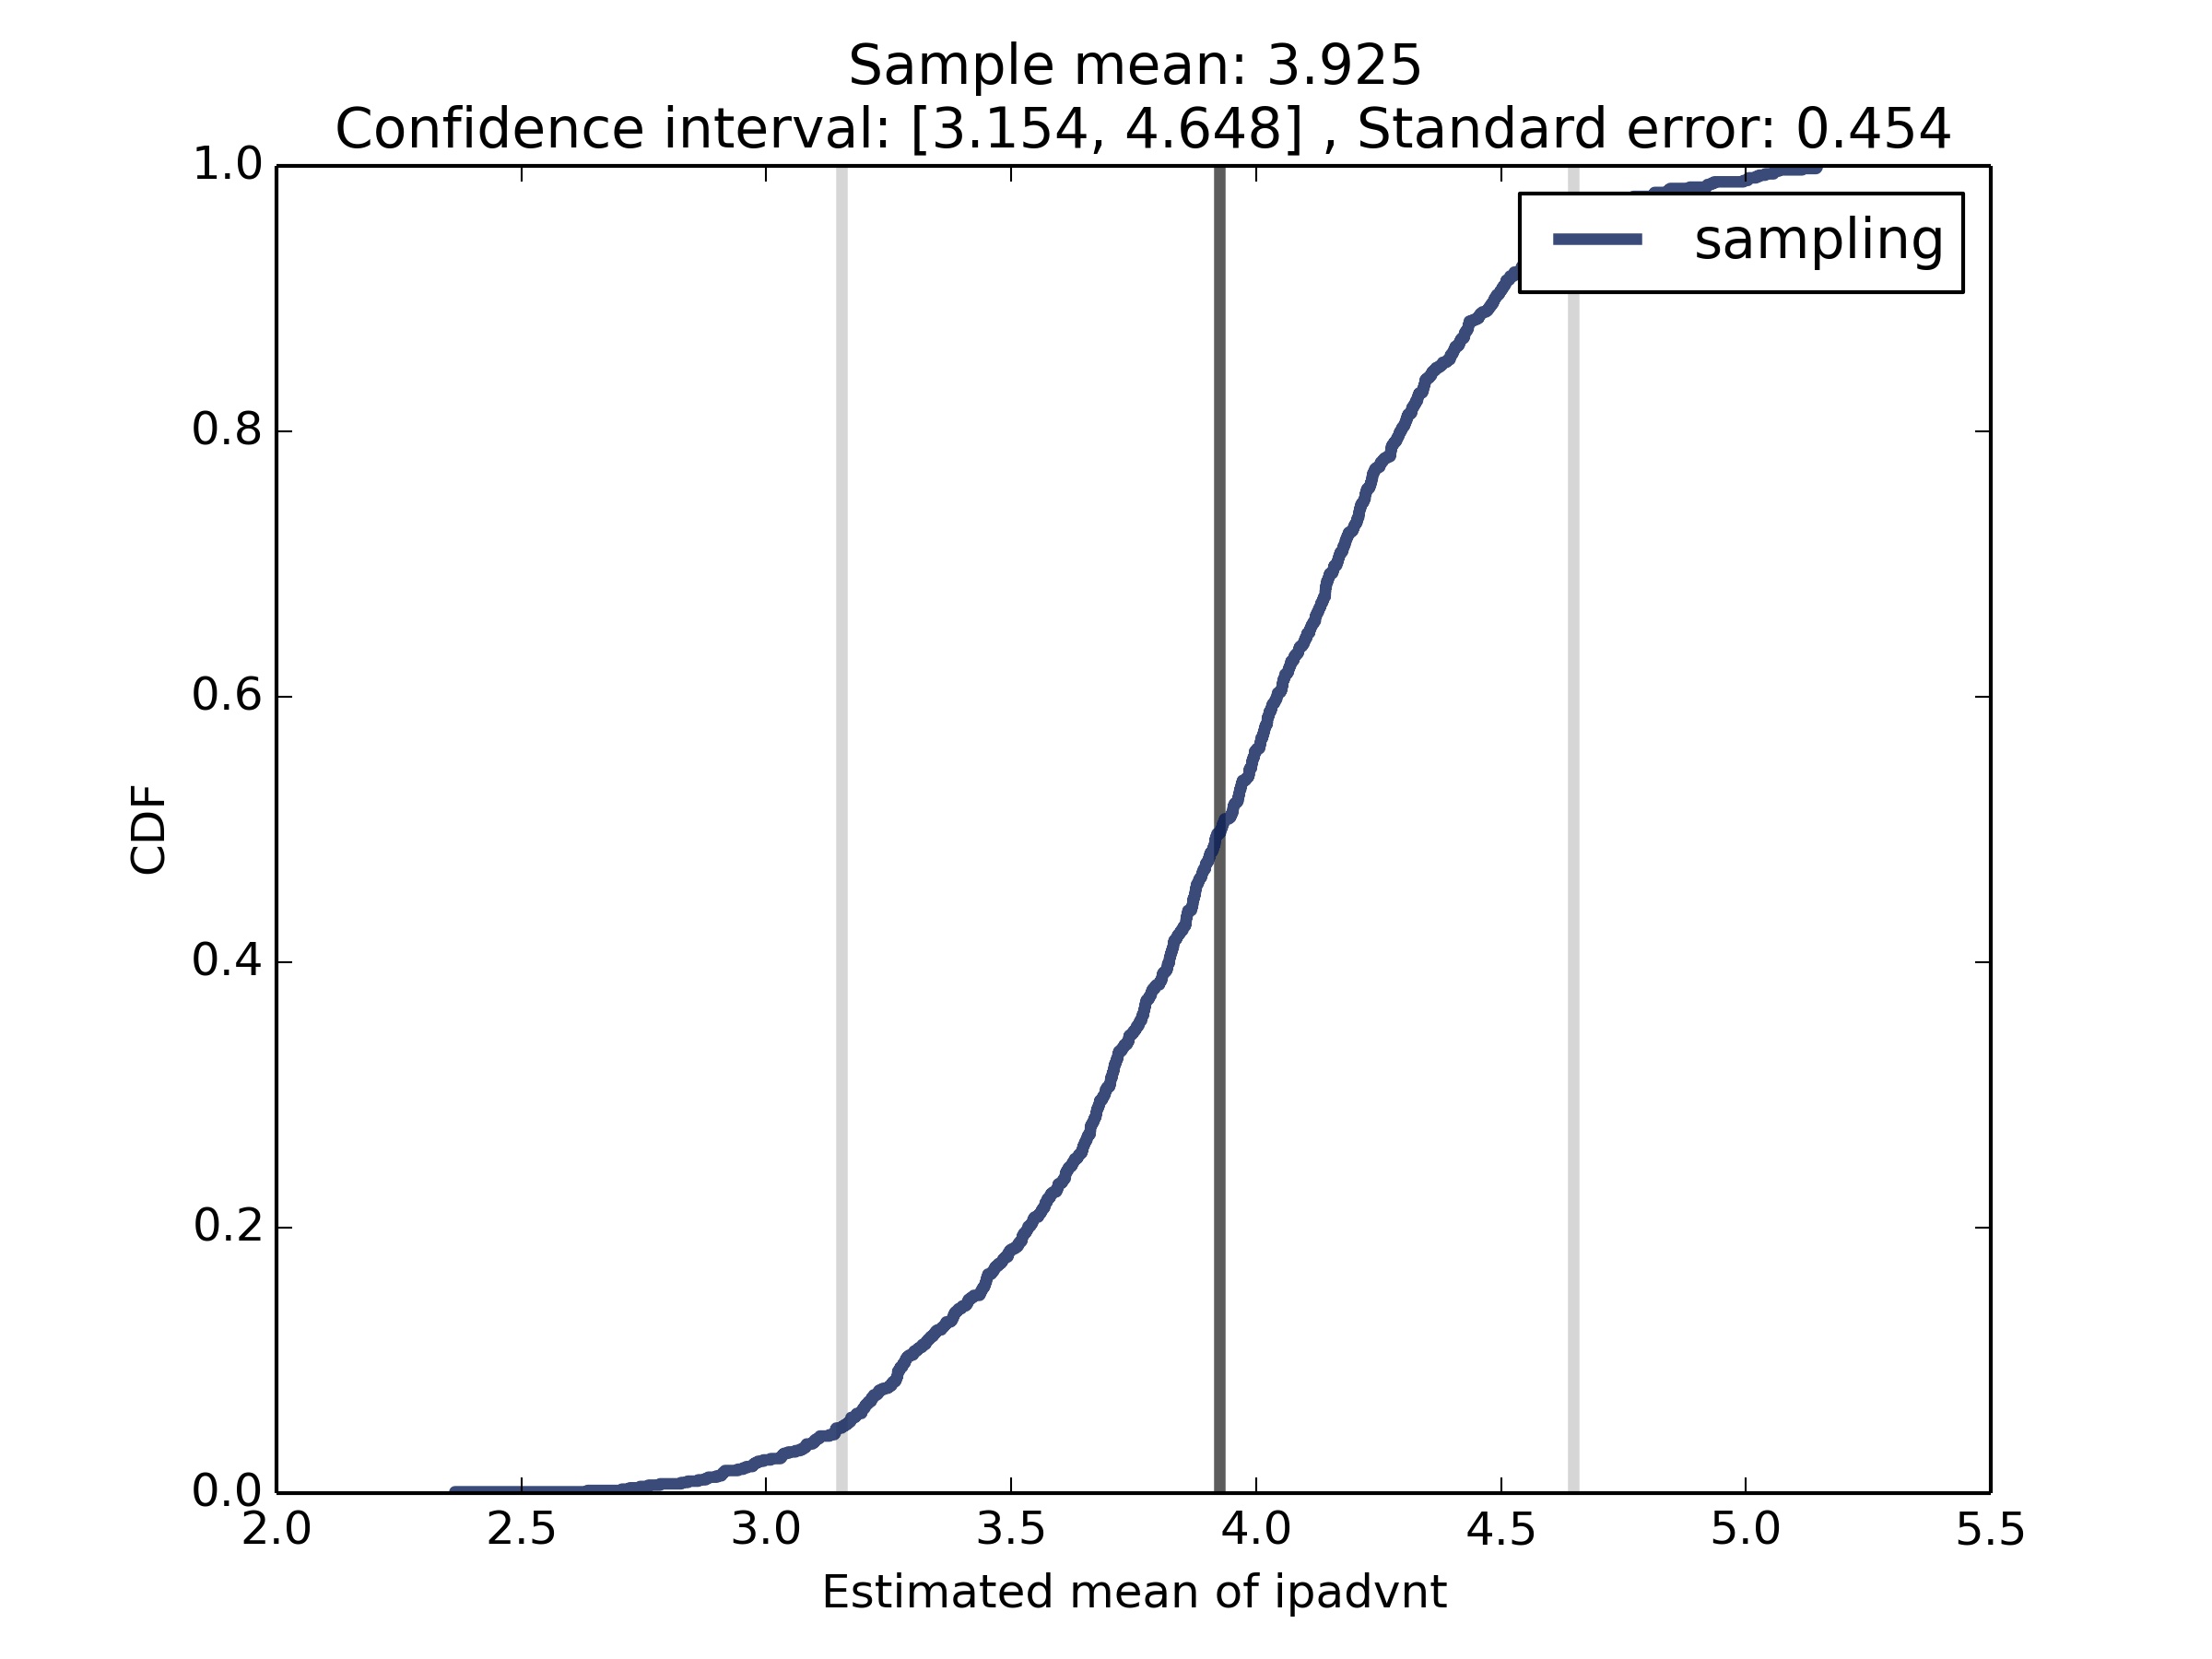 Sample mean: 3.925
Confidence interval: [3.154, 4.648] , Standard error: 0.454
1.0
0.8
0.6
0.4
0.2
0.0
CDF
sampling
2.0 2.5 3.0 3.5 4.0 4.5 5.0 5.5
Estimated mean of ipadvnt